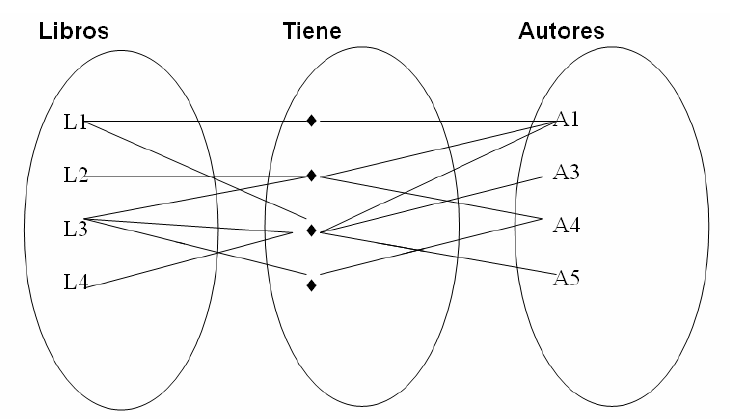 Libros Tiene Autores
L1 A1
L2 A3
L3 A4
L4 A5